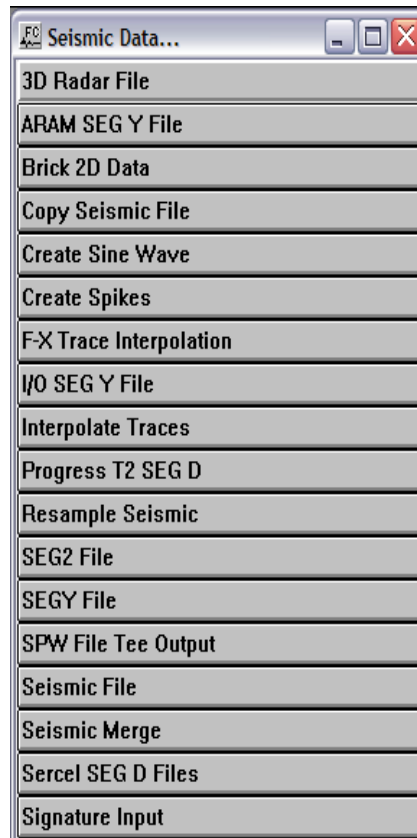 FC Seismic Data...
3D Radar File
ARAM SEG Y File
Brick 2D Data
Copy Seismic File
Create Sine Wave
Create Spikes
F-X Trace Interpolation
I/O SEG Y File
Interpolate Traces
Progress T2 SEG D
Resample Seismic
SEG2 File
SEGY File
SPW File Tee Output
Seismic File
Seismic Merge
Sercel SEG D Files
Signature Input